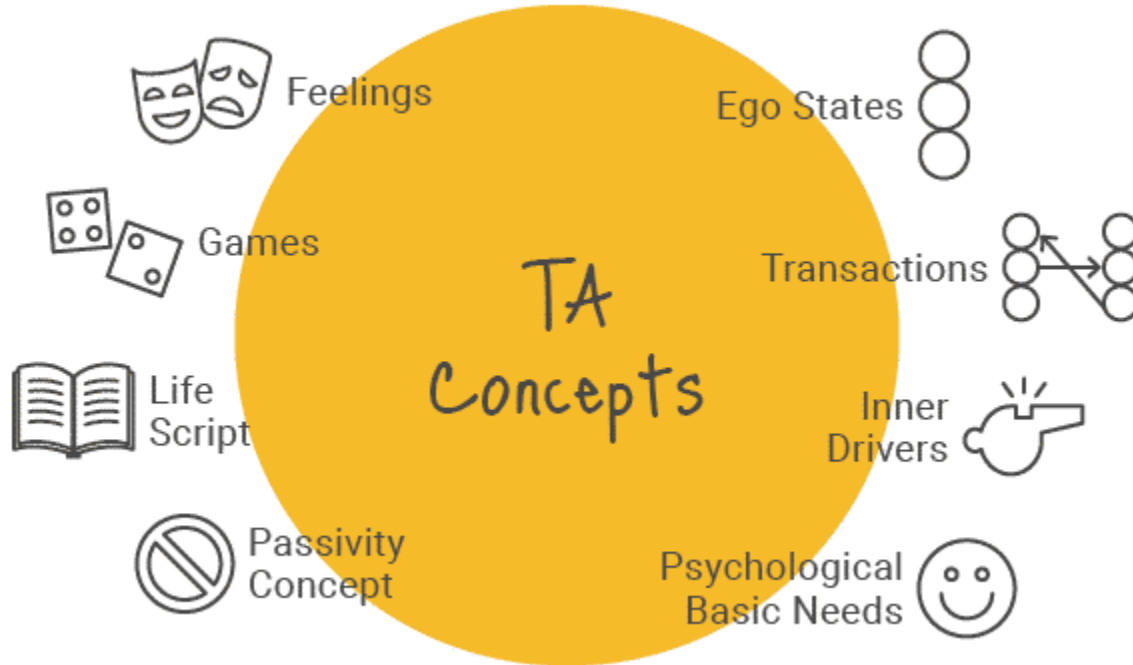 Feelings
Ego States
Games
Transactions
TA
Concepts
Life
Script
Inner
Drivers
Passivity
Concept
Psychological
Basic Needs